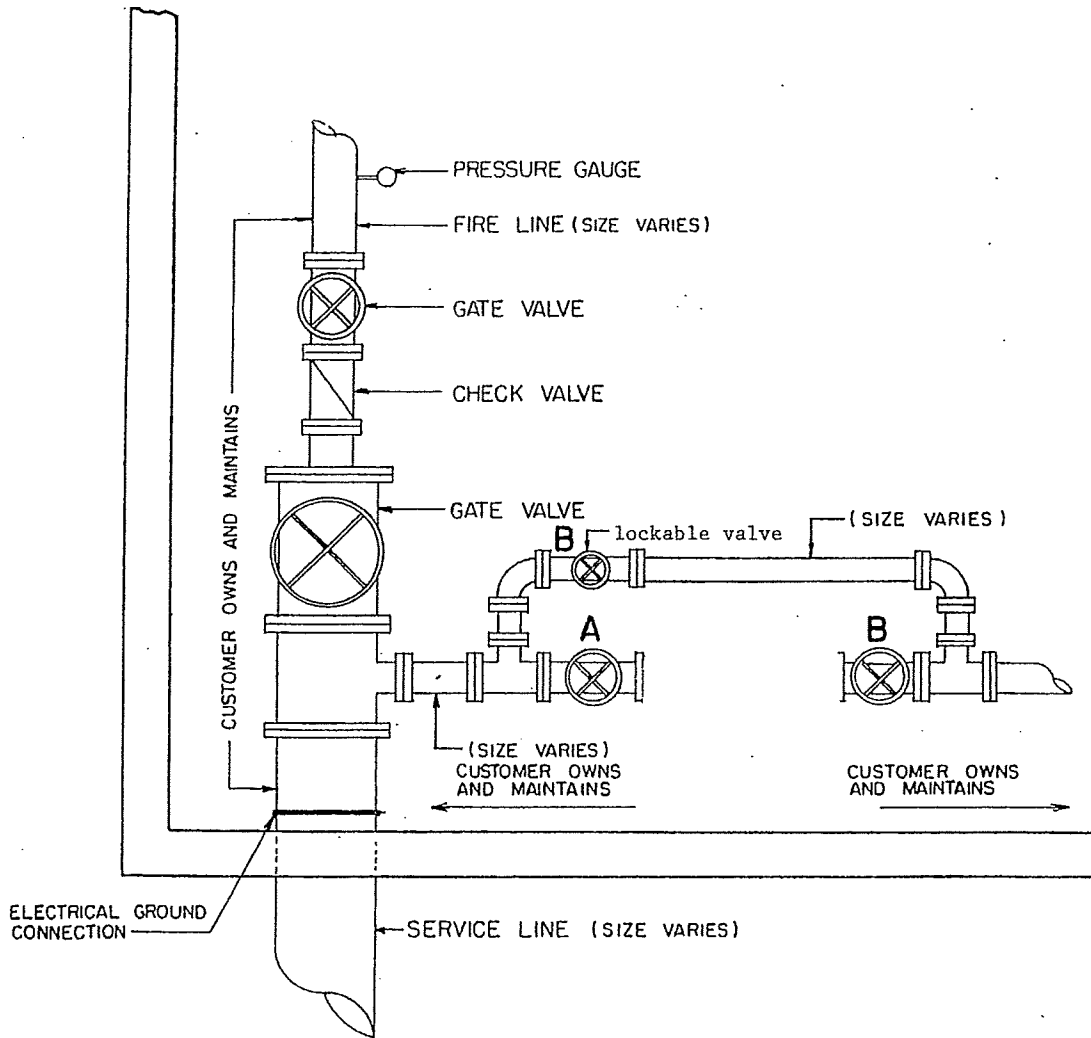 PRESSURE GAUGE
FIRE LINE (SIZE VARIES)
GATE VALVE
CHECK VALVE
CUSTOMER OWNS AND MAINTAINS
GATE VALVE
B
lockable valve
(SIZE VARIES)
A
B
(SIZE VARIES)
CUSTOMER OWNS
AND MAINTAINS
CUSTOMER OWNS
AND MAINTAINS
ELECTRICAL GROUND
CONNECTION
SERVICE LINE (SIZE VARIES)